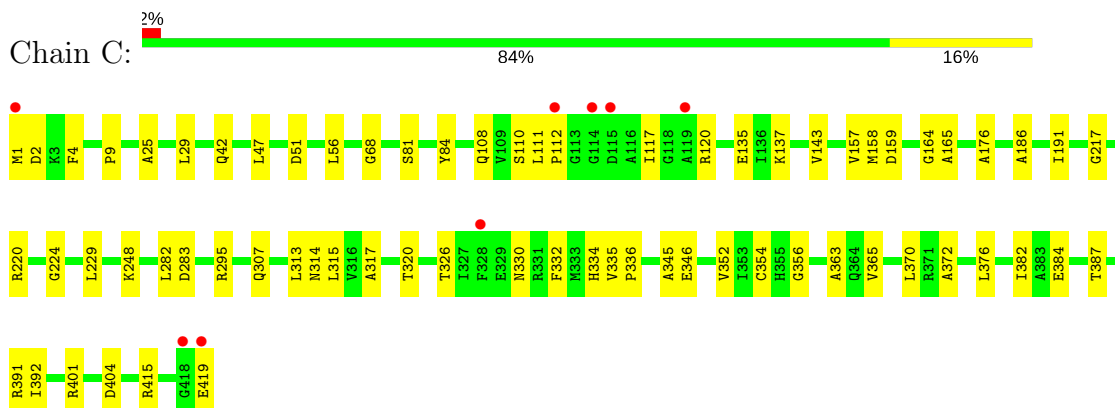 2%
Chain C:
84% 16%
M1 D2 K3 F4 P9 A25 L29 Q42 L47 D51 L56 G68 S81 Y84 Q108 V109 S110 L111 P112 G113 G114 D115 A116 I117 G118 A119 R120 E135 I136 K137 V143 V157 M158 D159 G164 A165 A176 A186 I191 G217
R220 G224 L229 K248 L282 D283 R295 Q307 L313 N314 L315 V316 A317 T320 T326 I327 F328 E329 N330 R331 F332 M333 H334 V335 P336 A345 E346 V352 I353 C354 H355 G356 A363 Q364 V365 L370 R371 A372 L376 I382 A383 E384 T387
R391 I392 R401 D404 R415 G418 E419